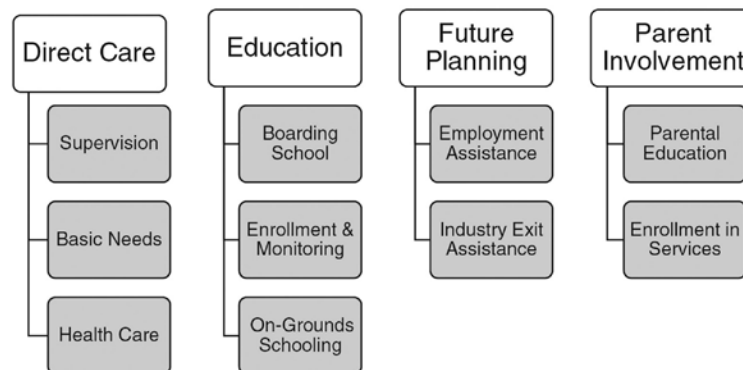 Direct Care
Supervision
Basic Needs
Health Care
Education
Boarding
School
Enrollment &
Monitoring
On-Grounds
Schooling
Future
Planning
Employment
Assistance
Industry Exit
Assistance
Parent
Involvement
Parental
Education
Enrollment in
Services